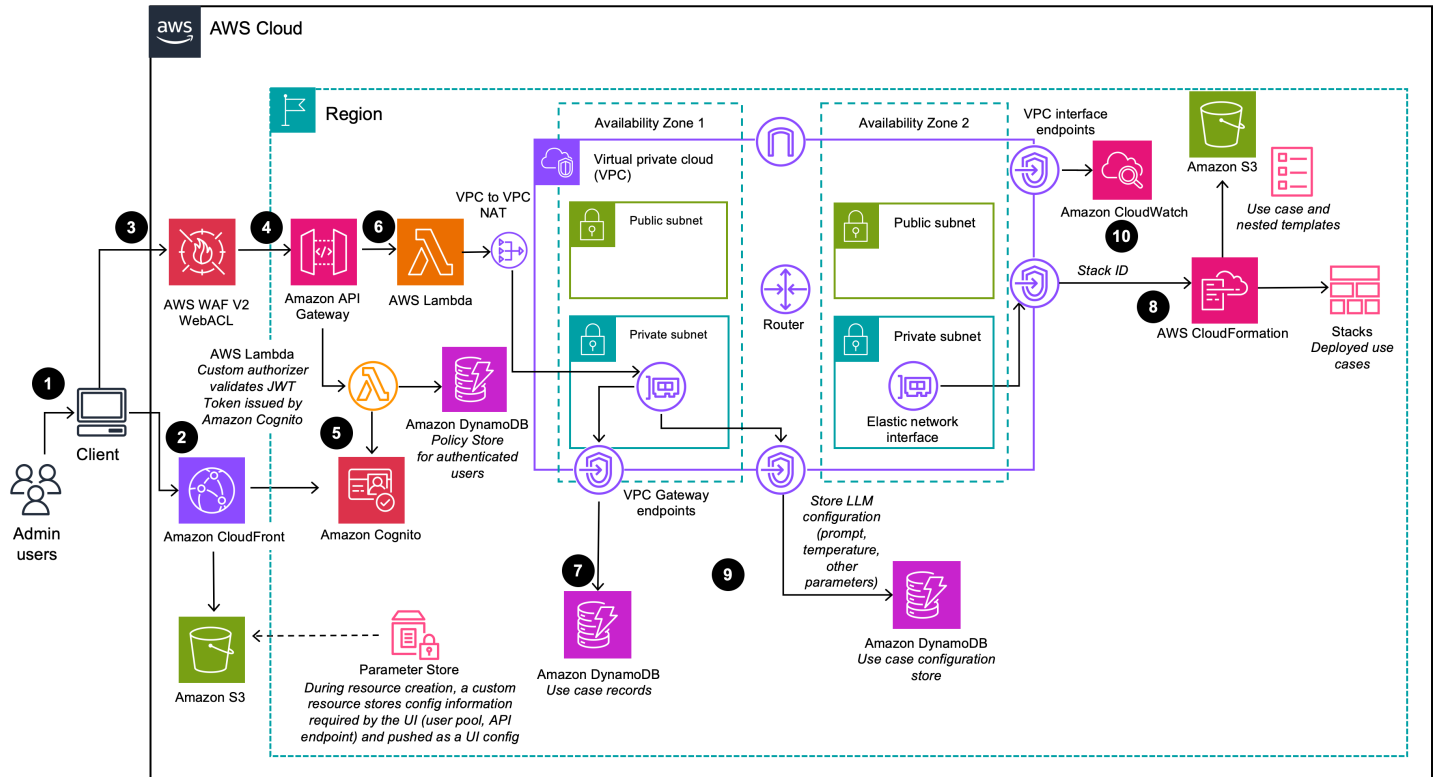 aws
AWS Cloud
Region
Availability Zone 1
Availability Zone 2
VPC interface
endpoints
Amazon S3
Virtual private cloud
(VPC)
Amazon CloudWatch
10
Use case and
nested templates
VPC to VPC
NAT
Public subnet
Public subnet
3
4
6
AWS WAF V2
WebACL
Amazon API
Gateway
AWS Lambda
Router
Stack ID
8
AWS CloudFormation
Stacks
Deployed use
cases
Private subnet
Private subnet
Elastic network
interface
AWS Lambda
Custom authorizer
validates JWT
Token issued by
Amazon Cognito
1
Client
2
5
Amazon DynamoDB
Policy Store
for authenticated
users
Admin
users
Amazon CloudFront
Amazon Cognito
VPC Gateway
endpoints
Store LLM
configuration
(prompt,
temperature,
other
parameters)
7
9
Amazon S3
Parameter Store
During resource creation, a custom
resource stores config information
required by the UI (user pool, API
endpoint) and pushed as a UI config
Amazon DynamoDB
Use case records
Amazon DynamoDB
Use case configuration
store